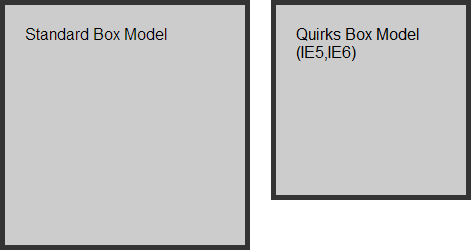 Standard Box Model
Quirks Box Model
(IE5,IE6)